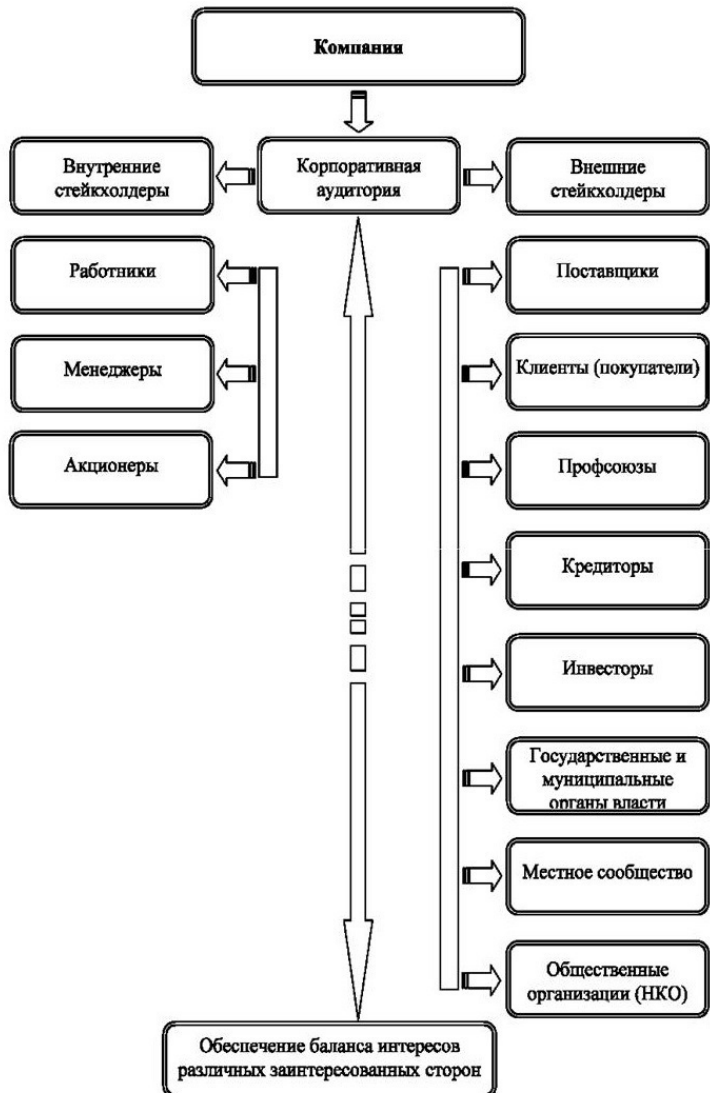 Компании
Внутренние
стейкхолдеры
Корпоративная
аудитория
Внешние
стейкхолдеры
Работники
Менеджеры
Акционеры
Поставщики
Клиенты (покупатели)
Профсоюзы
Кредиторы
Инвесторы
Государственные и
муниципальные
органы власти
Местное сообщество
Общественные
организации (НКО)
Обеспечение баланса интересов
различных заинтересованных сторон